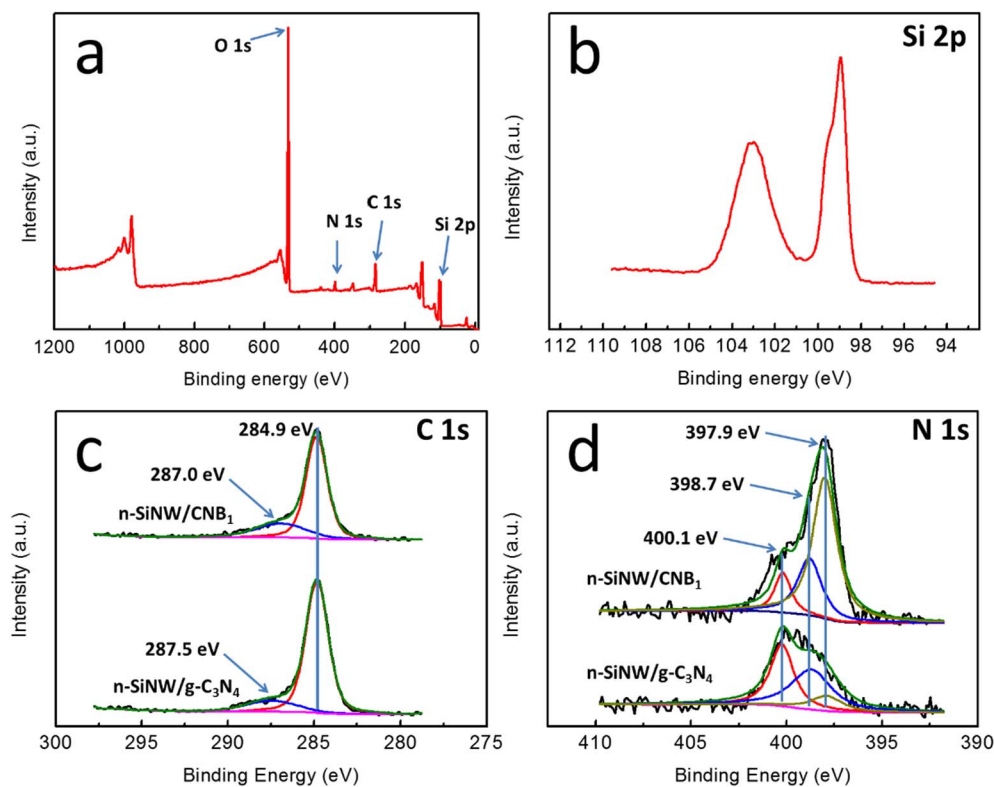 a
O 1s
N 1s
C 1s
Si 2p
Intensity (a.u.)
1200 1000 800 600 400 200 0
Binding energy (eV)
b
Si 2p
Intensity (a.u.)
112 110 108 106 104 102 100 98 96 94
Binding energy (eV)
c
C 1s
284.9 eV
287.0 eV
n-SiNW/CNB₁
287.5 eV
n-SiNW/g-C₃N₄
Intensity (a.u.)
300 295 290 285 280 275
Binding Energy (eV)
d
N 1s
397.9 eV
398.7 eV
400.1 eV
n-SiNW/CNB₁
n-SiNW/g-C₃N₄
Intensity (a.u.)
410 405 400 395 390
Binding Energy (eV)